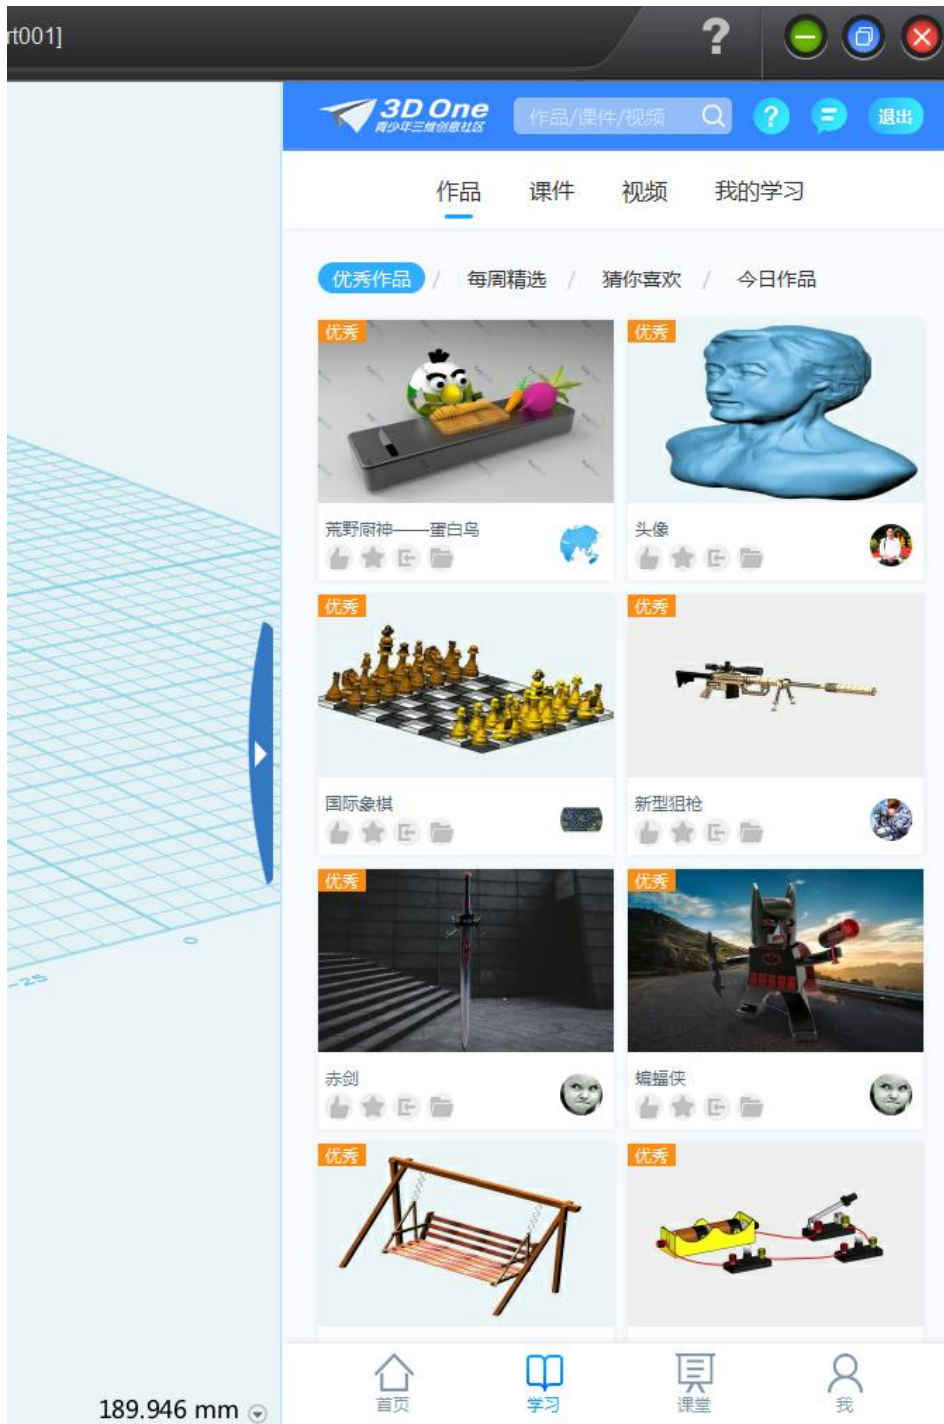 rt001]
?
3D One
青少年三维创意社区
作品/课件/视频
?
退出
作品 课件 视频 我的学习
优秀作品 / 每周精选 / 猜你喜欢 / 今日作品
优秀
优秀
荒野厨神——蛋白鸟
头像
优秀
优秀
国际象棋
新型狙枪
优秀
优秀
赤剑
蝙蝠侠
优秀
优秀
0
-25
首页 学习 课堂 我
189.946 mm